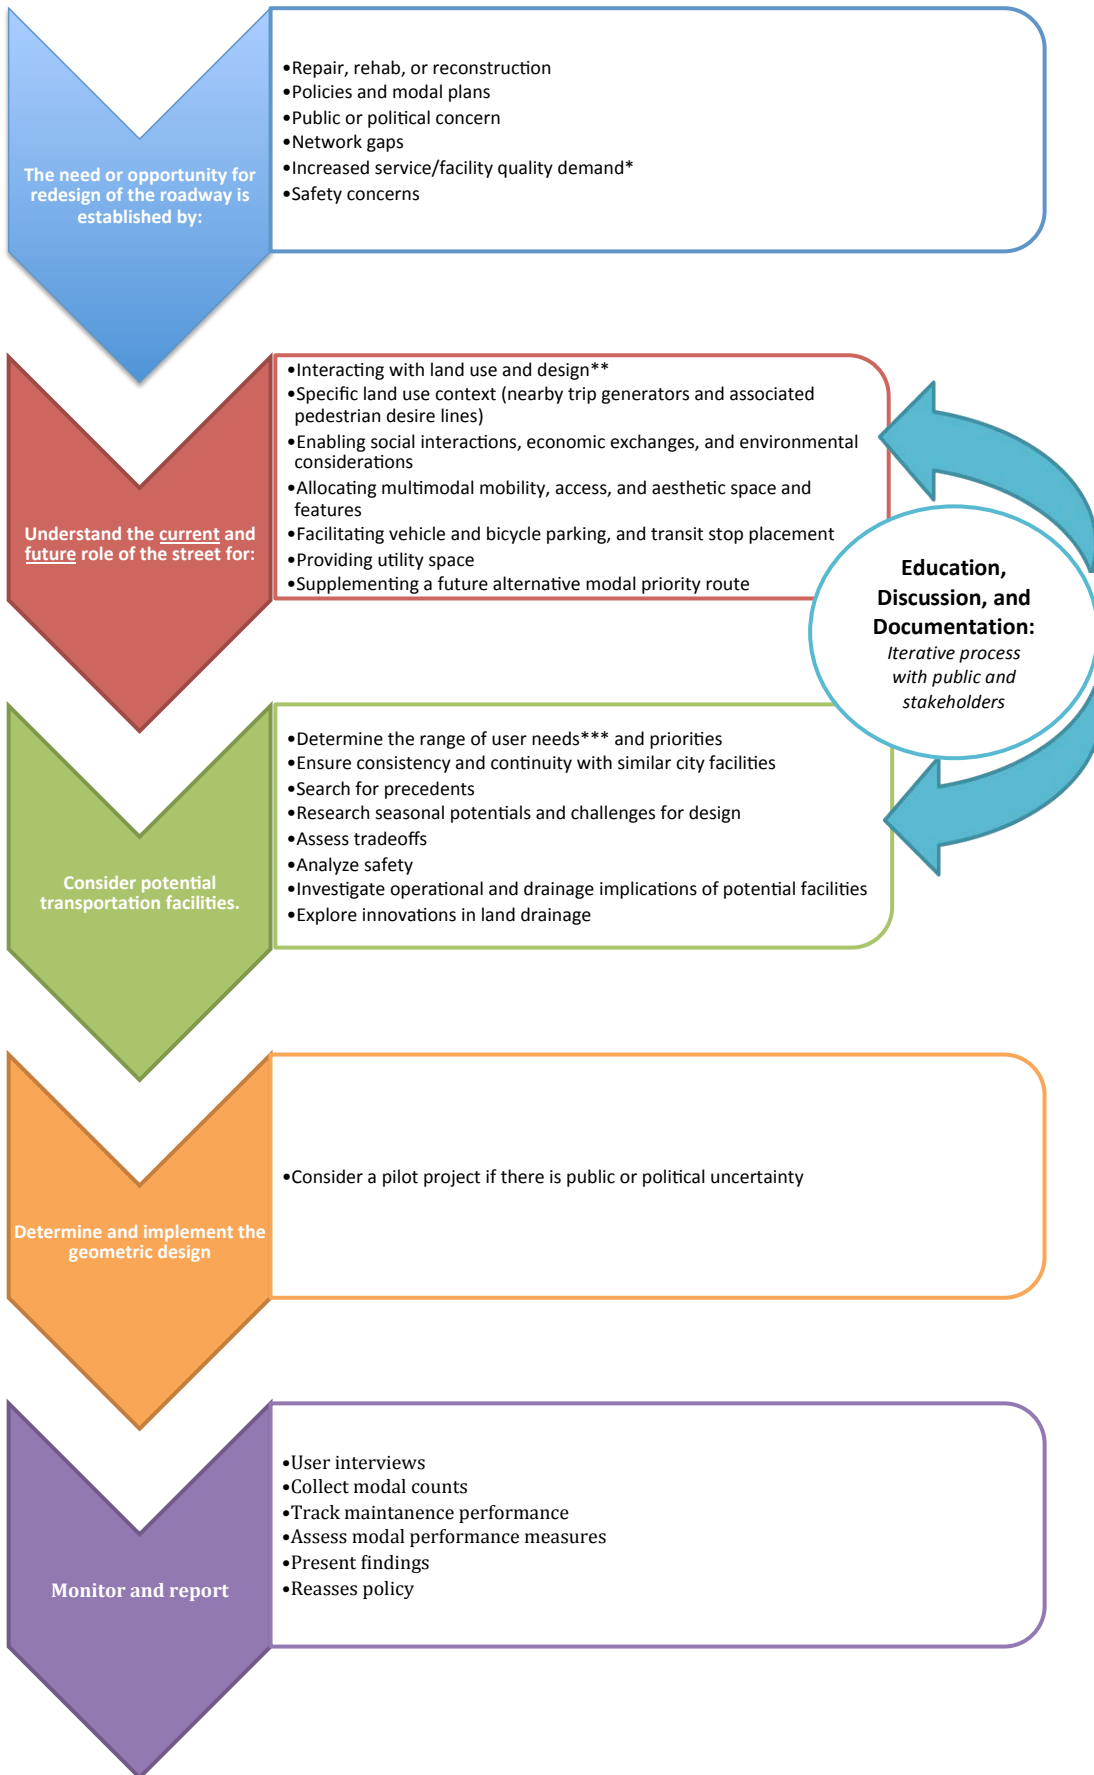 The need or opportunity for
redesign of the roadway is
established by:
•Repair, rehab, or reconstruction
•Policies and modal plans
•Public or political concern
•Network gaps
•Increased service/facility quality demand*
•Safety concerns
Understand the current and
future role of the street for:
•Interacting with land use and design**
•Specific land use context (nearby trip generators and associated
pedestrian desire lines)
•Enabling social interactions, economic exchanges, and environmental
considerations
•Allocating multimodal mobility, access, and aesthetic space and
features
•Facilitating vehicle and bicycle parking, and transit stop placement
•Providing utility space
•Supplementing a future alternative modal priority route
Education,
Discussion, and
Documentation:
Iterative process
with public and
stakeholders
Consider potential
transportation facilities.
•Determine the range of user needs*** and priorities
•Ensure consistency and continuity with similar city facilities
•Search for precedents
•Research seasonal potentials and challenges for design
•Assess tradeoffs
•Analyze safety
•Investigate operational and drainage implications of potential facilities
•Explore innovations in land drainage
Determine and implement the
geometric design
•Consider a pilot project if there is public or political uncertainty
Monitor and report
•User interviews
•Collect modal counts
•Track maintanence performance
•Assess modal performance measures
•Present findings
•Reasses policy